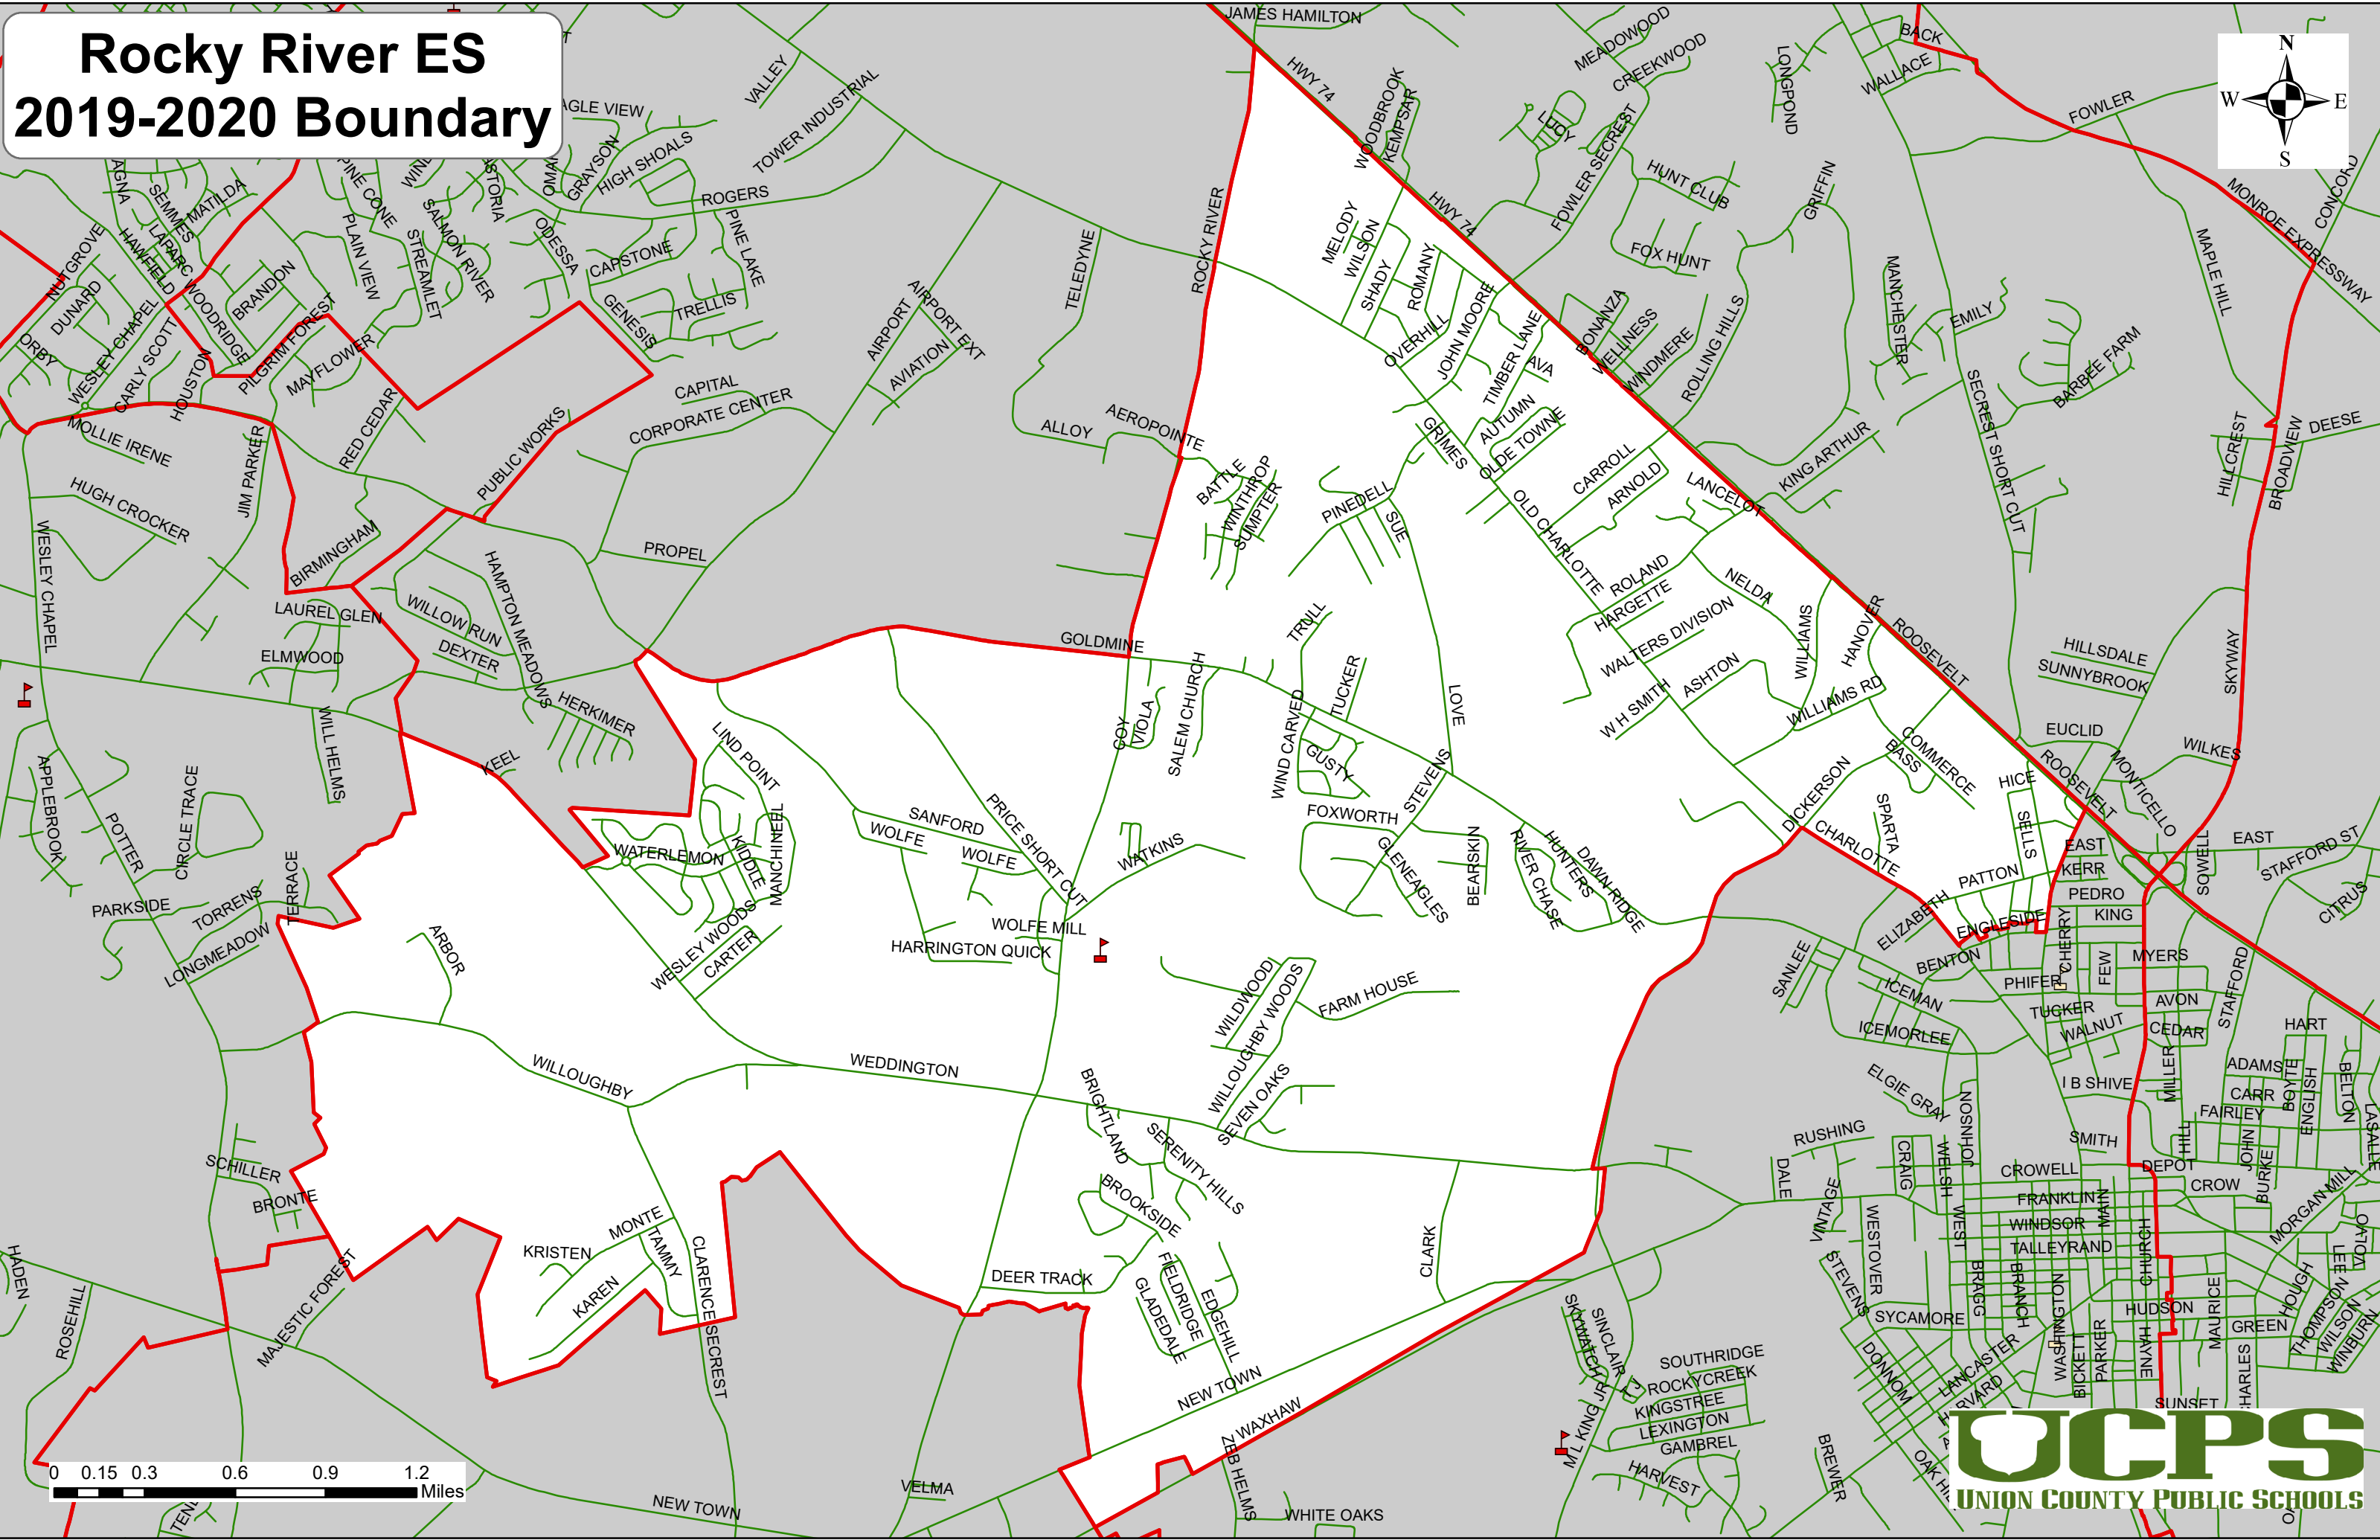 Rocky River ES
2019-2020 Boundary
N
W
E
S
JAMES HAMILTON
HWY 74
WOODBROOK
KEMPSAR
HWY 74
MEADOWOOD
CREEKWOOD
LUCY
FOWLER SECREST
HUNT CLUB
FOX HUNT
LONGPOND
GRIFFIN
BACK
WALLACE
FOWLER
MONROE EXPRESSWAY
CONCORD
MAPLE HILL
VALLEY
TOWER INDUSTRIAL
AGLE VIEW
GRAYSON
HIGH SHOALS
ROGERS
PINE LAKE
ODESSA
CAPSTONE
GENESIS
TRELLIS
PINE CONE
PLAIN VIEW
SALMON RIVER
STREAMLET
SEMMES
MATILDA
LAPARC
HAWFIELD
WOODRIDGE
BRANDON
NUTGROVE
DUNARD
ORBY
WESLEY CHAPEL
CARLY SCOTT
HOUSTON
PILGRIM FOREST
MAYFLOWER
RED CEDAR
MOLLIE IRENE
HUGH CROCKER
JIM PARKER
BIRMINGHAM
PUBLIC WORKS
CAPITAL
CORPORATE CENTER
AIRPORT
AIRPORT EXT
AVIATION
TELEDYNE
ALLOY
AEROPOINTE
PROPEL
ROCKY RIVER
MELODY
WILSON
SHADY
ROMANY
OVERHILL
JOHN MOORE
TIMBER LANE
AVA
AUTUMN
OLDE TOWNE
GRIMES
BONANZA
WELLNESS
WINDMERE
ROLLING HILLS
MANCHESTER
EMILY
BARBEE FARM
SECREST SHORT CUT
KING ARTHUR
LANCELOT
CARROLL
ARNOLD
OLD CHARLOTTE
BATTLE
WINTHROP
SUMPTER
PINEDELL
SUE
HILLCREST
BROADVIEW
DEESE
ROLAND
HARGETTE
WALTERS DIVISION
NELDA
WILLIAMS
HANOVER
ROOSEVELT
W H SMITH
ASHTON
WILLIAMS RD
COMMERCE
BASS
HILLSDALE
SUNNYBROOK
SKYWAY
EUCLID
WILKES
MONTICELLO
ROOSEVELT
HICE
SELLS
SPARTA
DICKERSON
CHARLOTTE
PATTON
ELIZABETH
ENGLESIDE
EAST
KERR
PEDRO
KING
EAST
STAFFORD ST
SOWELL
CITRUS
WESLEY CHAPEL
LAUREL GLEN
ELMWOOD
WILLOW RUN
DEXTER
HAMPTON MEADOWS
HERKIMER
WILL HELMS
KEEL
GOLDMINE
COY
VIOLA
SALEM CHURCH
TRULL
TUCKER
WIND CARVED
GUSTY
LOVE
STEVENS
FOXWORTH
GLENEAGLES
BEARSKIN
RIVER CHASE
HUNTERS
DAWN RIDGE
LIND POINT
KIDDLE
MANCHINEEL
WATERLEMON
WESLEY WOODS
CARTER
SANFORD
WOLFE
WOLFE
PRICE SHORT CUT
WATKINS
WOLFE MILL
HARRINGTON QUICK
APPLEBROOK
POTTER
CIRCLE TRACE
PARKSIDE
TORRENS
TERRACE
LONGMEADOW
ARBOR
WILLOUGHBY
WEDDINGTON
WILDWOOD
WILLOUGHBY WOODS
FARM HOUSE
SEVEN OAKS
BRIGHTLAND
SERENITY HILLS
BROOKSIDE
DEER TRACK
FIELDRIDGE
GLADEDALE
EDGEHILL
CLARK
NEW TOWN
WAXHAW
ZEB HELMS
WHITE OAKS
SCHILLER
BRONTE
HADEN
ROSEHILL
MAJESTIC FOREST
KRISTEN
MONTE
TAMMY
KAREN
CLARENCE SECREST
NEW TOWN
VELMA
SANLEE
BENTON
ICEMAN
ICEMORLEE
PHIFER
CHERRY
FEW
MYERS
TUCKER
WALNUT
AVON
CEDAR
STAFFORD
HART
ADAMS
CARR
FAIRLEY
BOYTE
ENGLISH
BELTON
LASALLE
MILLER
HILL
JOHN
BURKE
I B SHIVE
ELGIE GRAY
JOHNSON
SMITH
DEPOT
RUSHING
DALE
VINTAGE
CRAIG
WELSH
WEST
CROWELL
FRANKLIN
MAIN
WINDSOR
TALLEYRAND
CHURCH
CROW
MORGAN MILL
WESTOVER
STEVENS
SYCAMORE
BRAGG
BRANCH
WASHINGTON
BICKETT
PARKER
HAYNE
HUDSON
MAURICE
GREEN
HOUGH
THOMPSON
WILSON
WINBURN
LEE
DONNOM
LANCASTER
HARVARD
SUNSET
SKYWATCH
SINCLAIR
M L KING JR
SOUTHRIDGE
ROCKYCREEK
KINGSTREE
LEXINGTON
GAMBREL
HARVEST
BREWER
0 0.15 0.3 0.6 0.9 1.2
Miles
UCPS
UNION COUNTY PUBLIC SCHOOLS